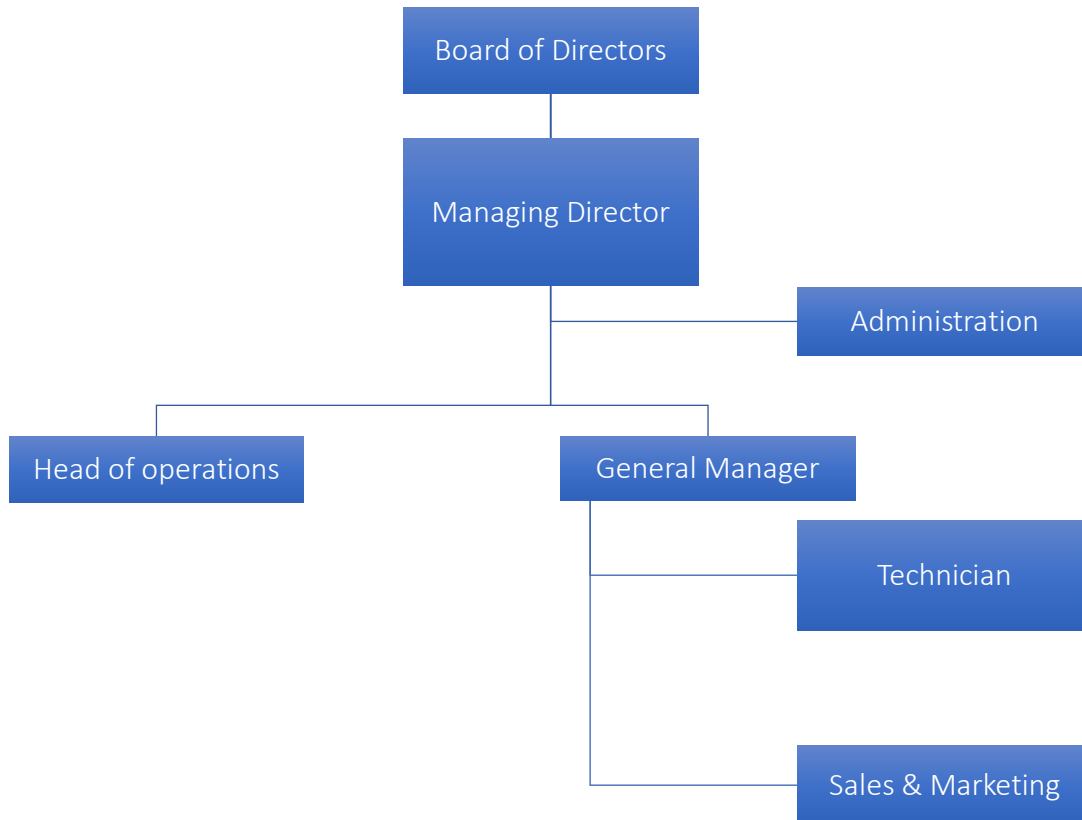 Board of Directors
Managing Director
Administration
Head of operations
General Manager
Technician
Sales & Marketing